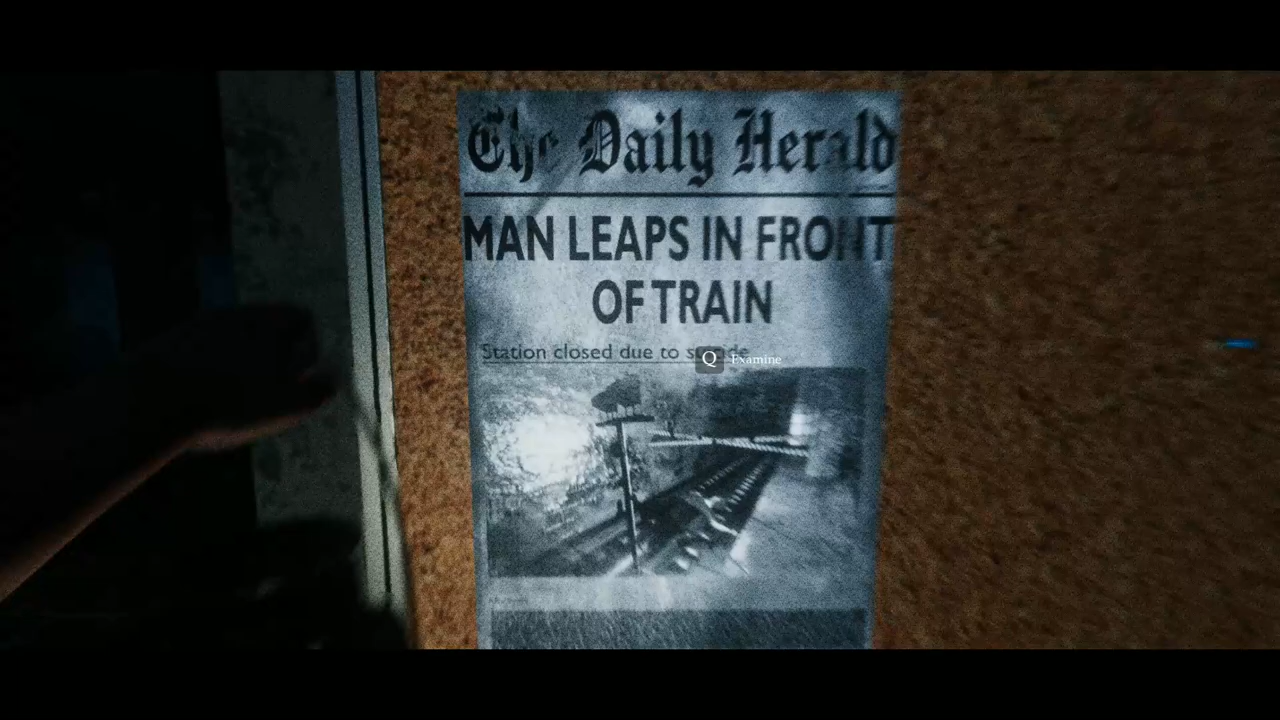 The Daily Herald
MAN LEAPS IN FRONT
OF TRAIN
Station closed due to
Q Examine